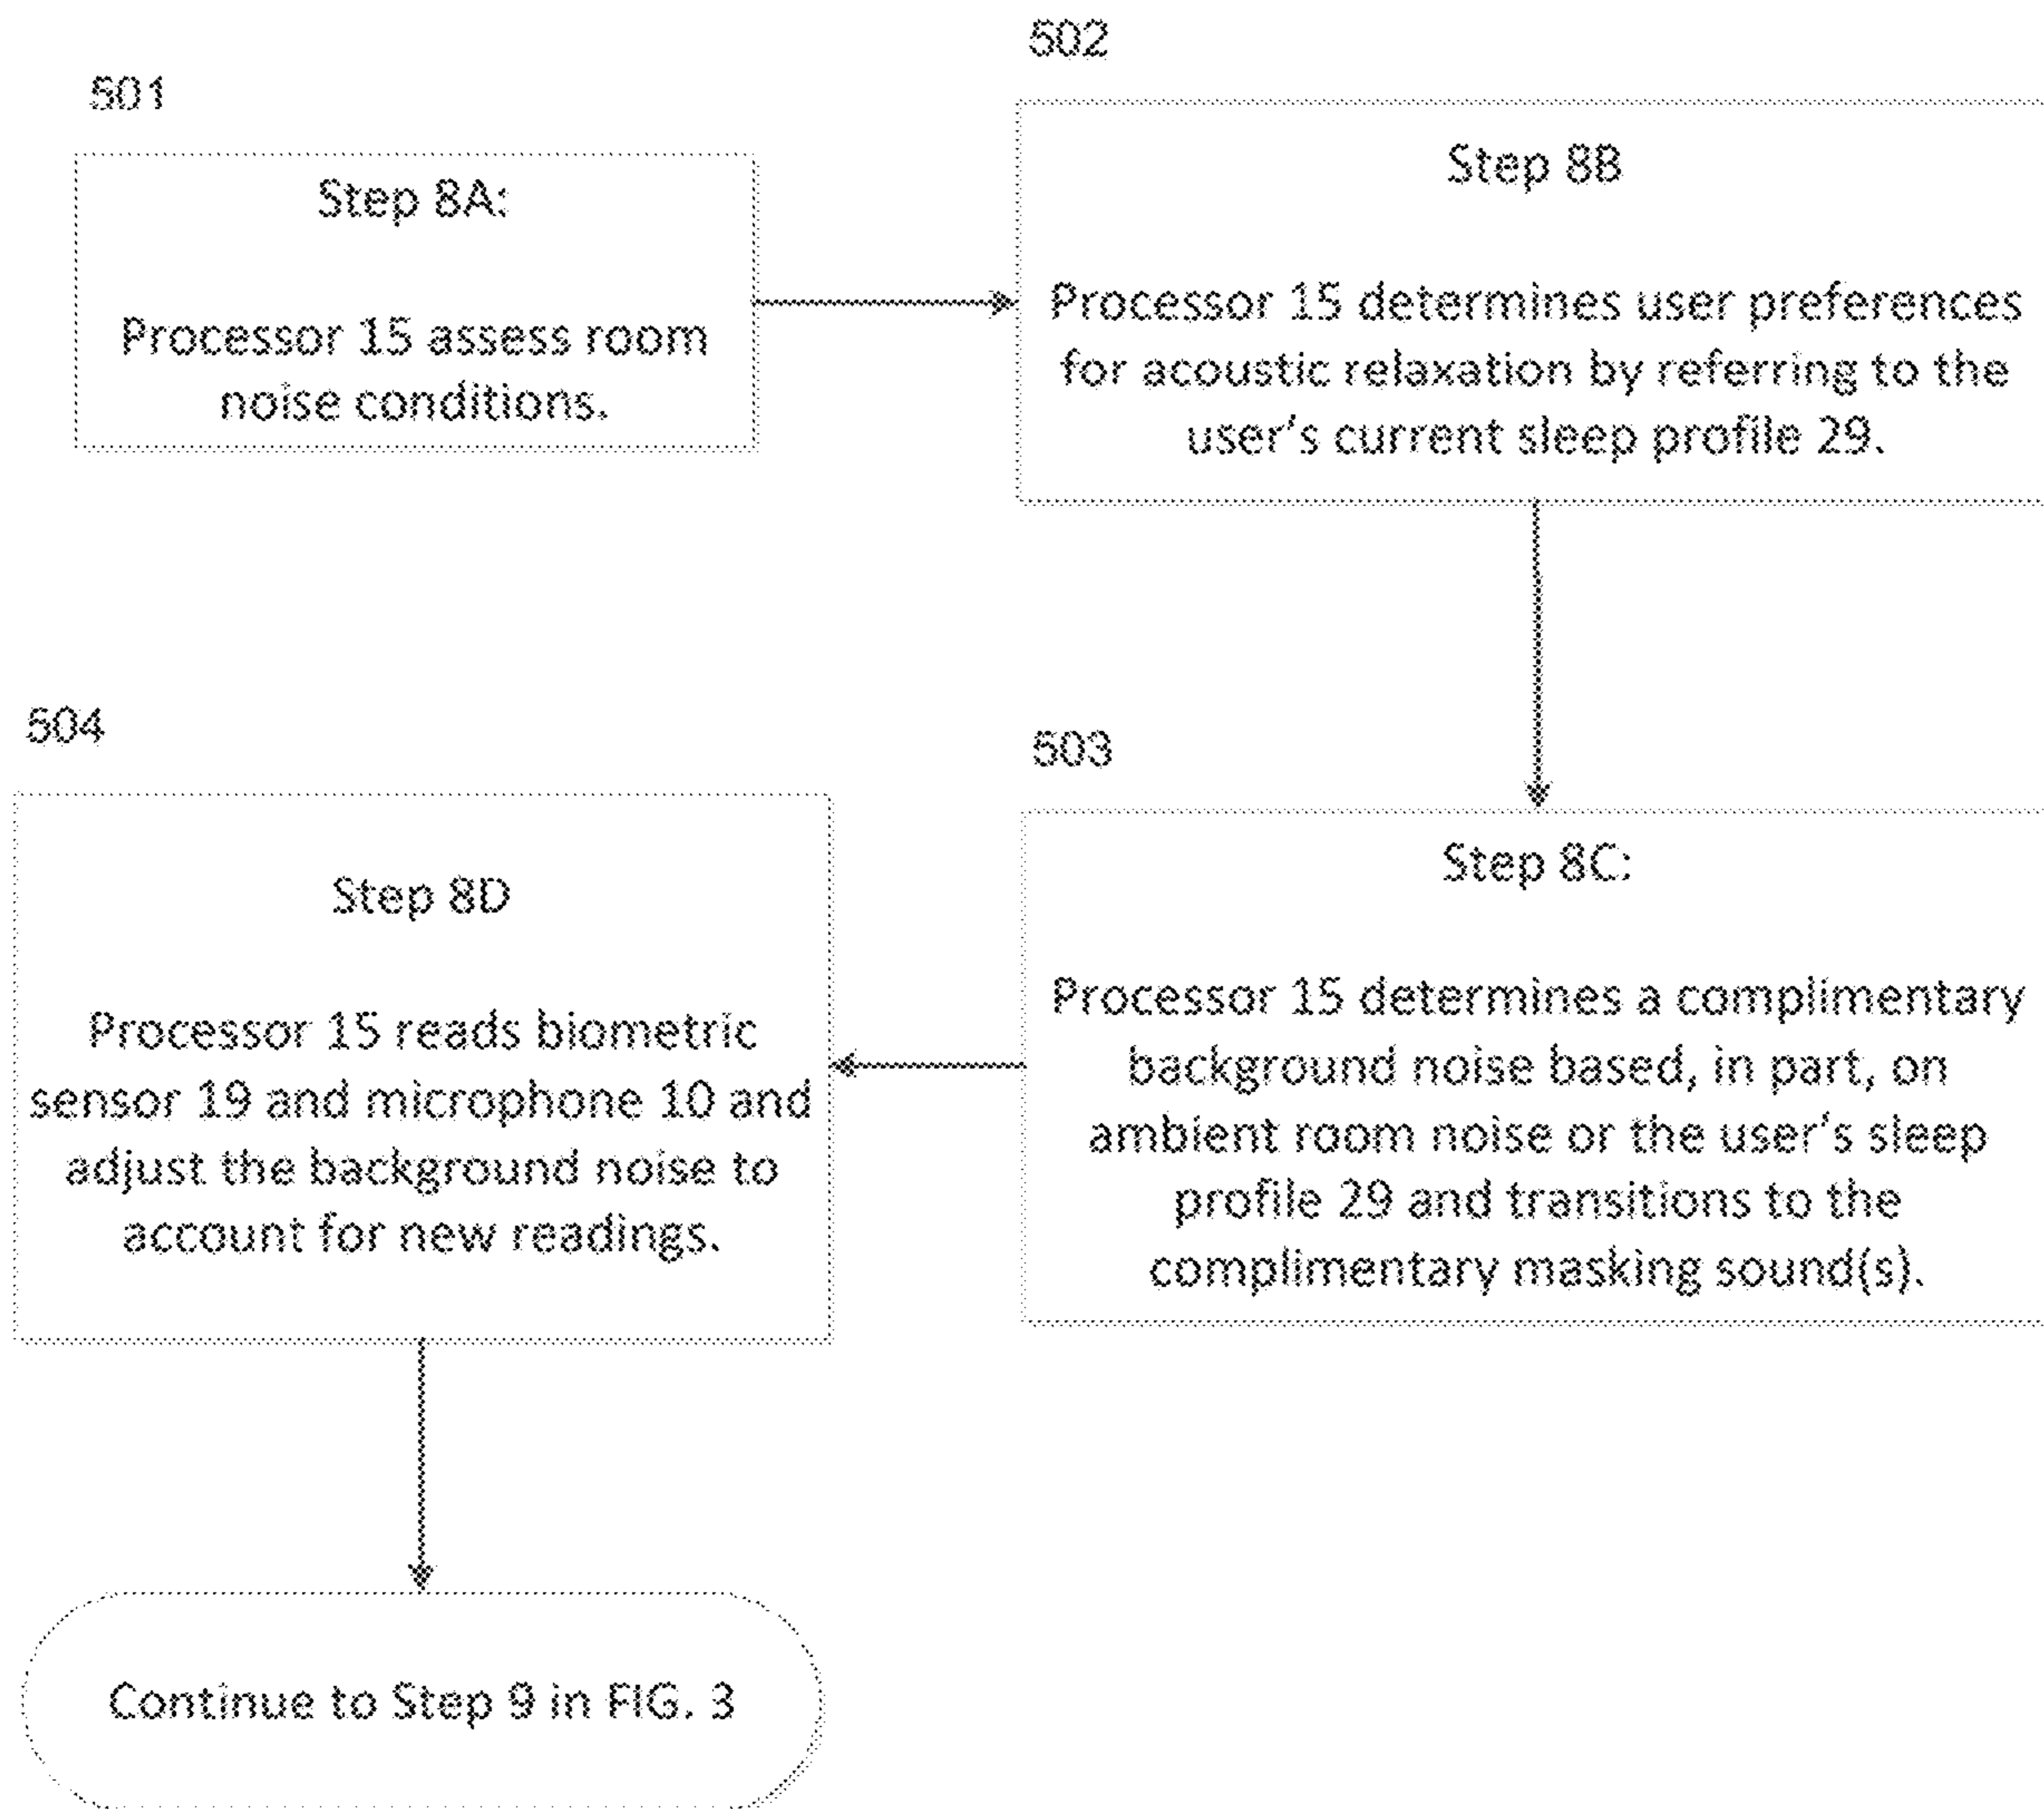 501
Step 8A:
Processor 15 assess room
noise conditions.
502
Step 8B
Processor 15 determines user preferences
for acoustic relaxation by referring to the
user's current sleep profile 29.
503
Step 8C:
Processor 15 determines a complimentary
background noise based, in part, on
ambient room noise or the user's sleep
profile 29 and transitions to the
complimentary masking sound(s).
504
Step 8D
Processor 15 reads biometric
sensor 19 and microphone 10 and
adjust the background noise to
account for new readings.
Continue to Step 9 in FIG. 3